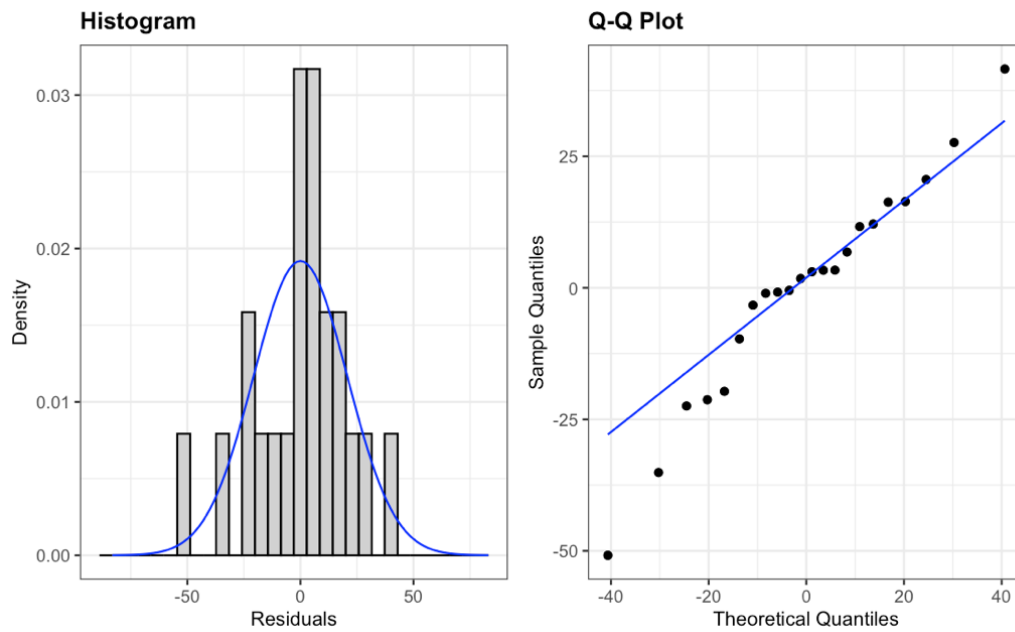 Histogram
0.03
0.02
0.01
0.00
Density
-50
0
50
Residuals
Q-Q Plot
25
0
-25
-50
Sample Quantiles
-40
-20
0
20
40
Theoretical Quantiles